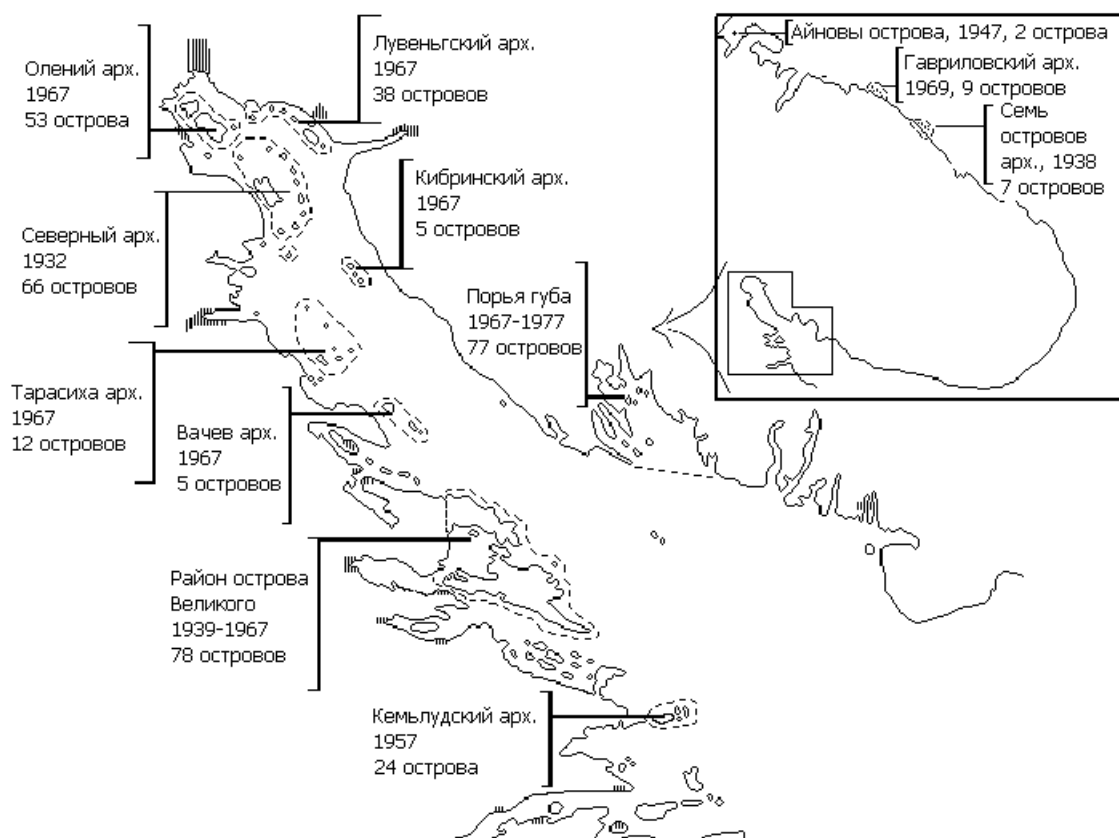 Олений арх.
1967
53 острова
Лувеньгский арх.
1967
38 островов
Айновы острова, 1947, 2 острова
Гавриловский арх.
1969, 9 островов
Семь
островов
арх., 1938
7 островов
Кибринский арх.
1967
5 островов
Северный арх.
1932
66 островов
Порья губа
1967-1977
77 островов
Тарасиха арх.
1967
12 островов
Вачев арх.
1967
5 островов
Район острова
Великого
1939-1967
78 островов
Кемьлудский арх.
1957
24 острова